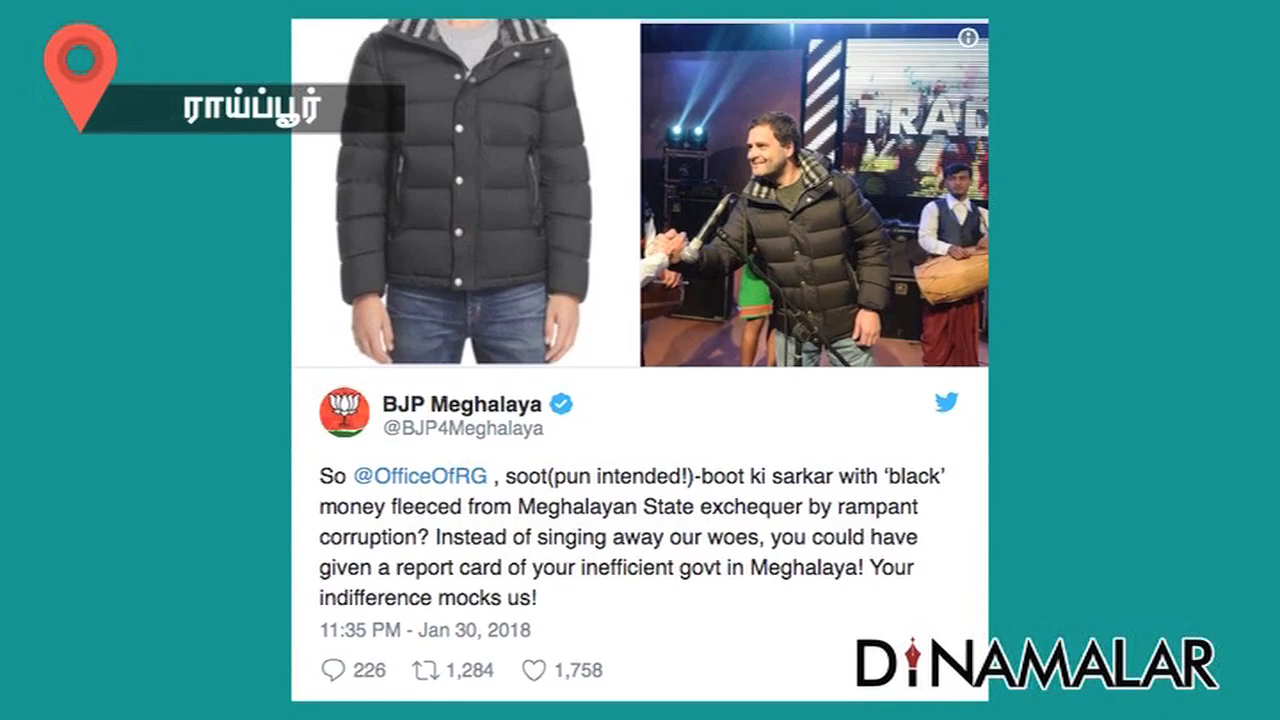 ராய்ப்பூர்
TRAD
BJP Meghalaya
@BJP4Meghalaya
So @OfficeOfRG , soot(pun intended!)-boot ki sarkar with ‘black’
money fleeced from Meghalayan State exchequer by rampant
corruption? Instead of singing away our woes, you could have
given a report card of your inefficient govt in Meghalaya! Your
indifference mocks us!
11:35 PM - Jan 30, 2018
226 1,284 1,758
DINAMALAR